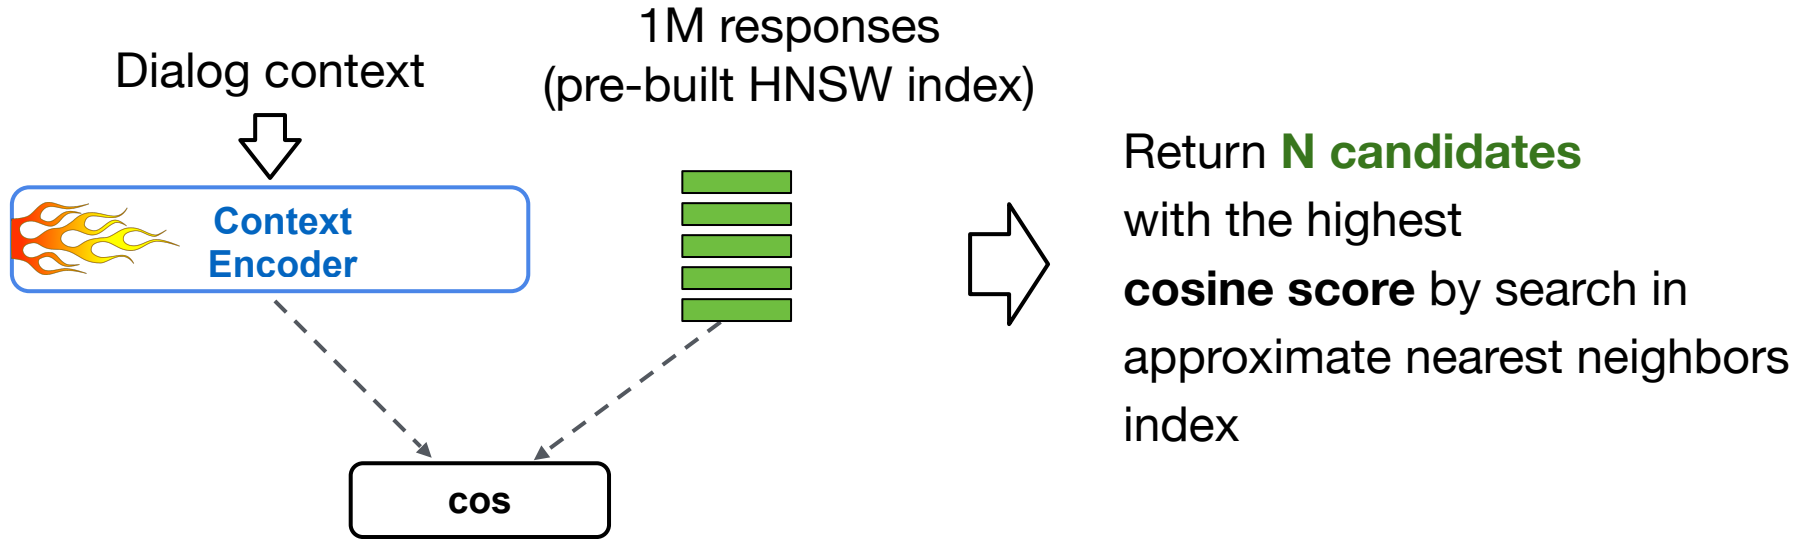 Dialog context
1M responses
(pre-built HNSW index)
Context
Encoder
cos
Return N candidates
with the highest
cosine score by search in
approximate nearest neighbors
index